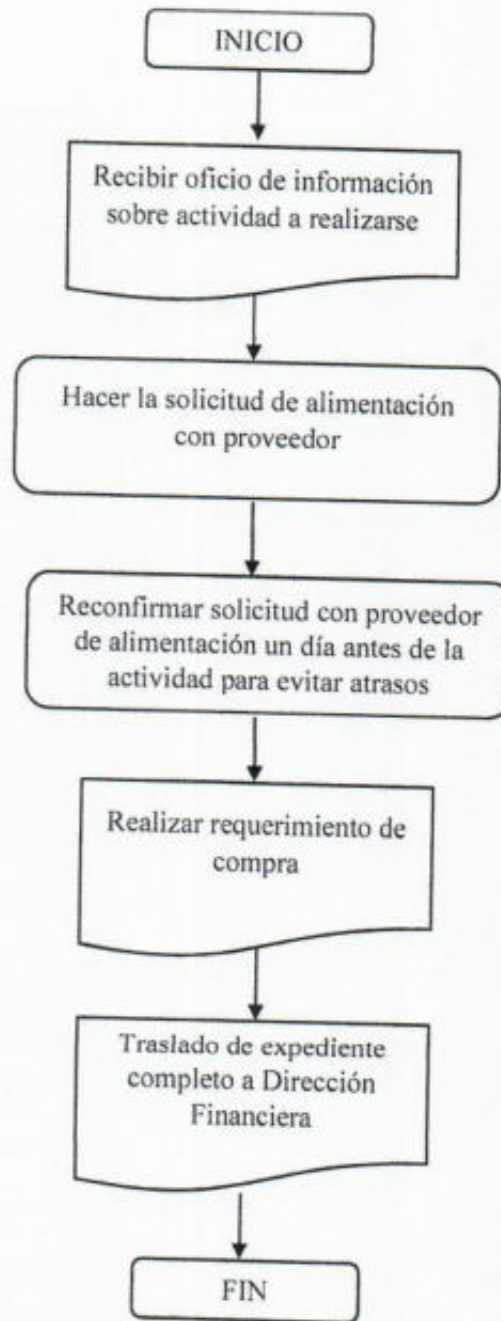 INICIO
Recibir oficio de información
sobre actividad a realizarse
Hacer la solicitud de alimentación
con proveedor
Reconfirmar solicitud con proveedor
de alimentación un día antes de la
actividad para evitar atrasos
Realizar requerimiento de
compra
Traslado de expediente
completo a Dirección
Financiera
FIN